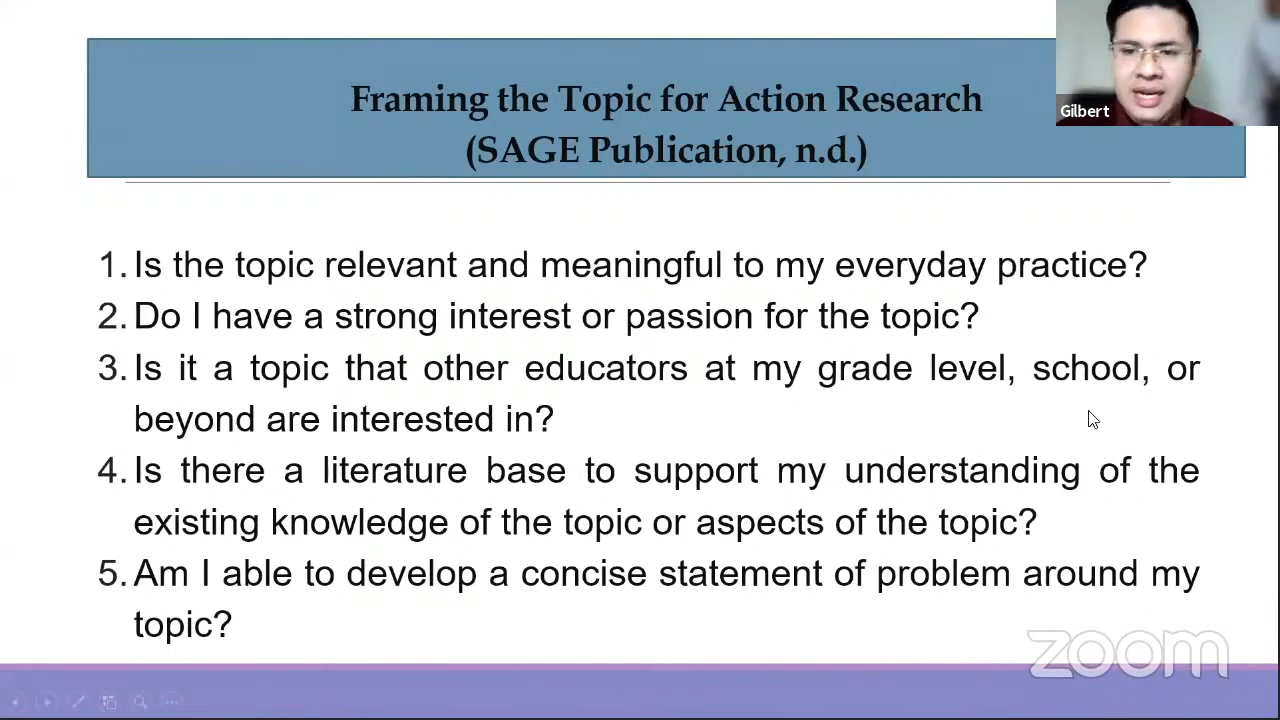 Framing the Topic for Action Research
(SAGE Publication, n.d.)
Gilbert
1. Is the topic relevant and meaningful to my everyday practice?
2. Do I have a strong interest or passion for the topic?
3. Is it a topic that other educators at my grade level, school, or
beyond are interested in?
4. Is there a literature base to support my understanding of the
existing knowledge of the topic or aspects of the topic?
5. Am I able to develop a concise statement of problem around my
topic?
zoom